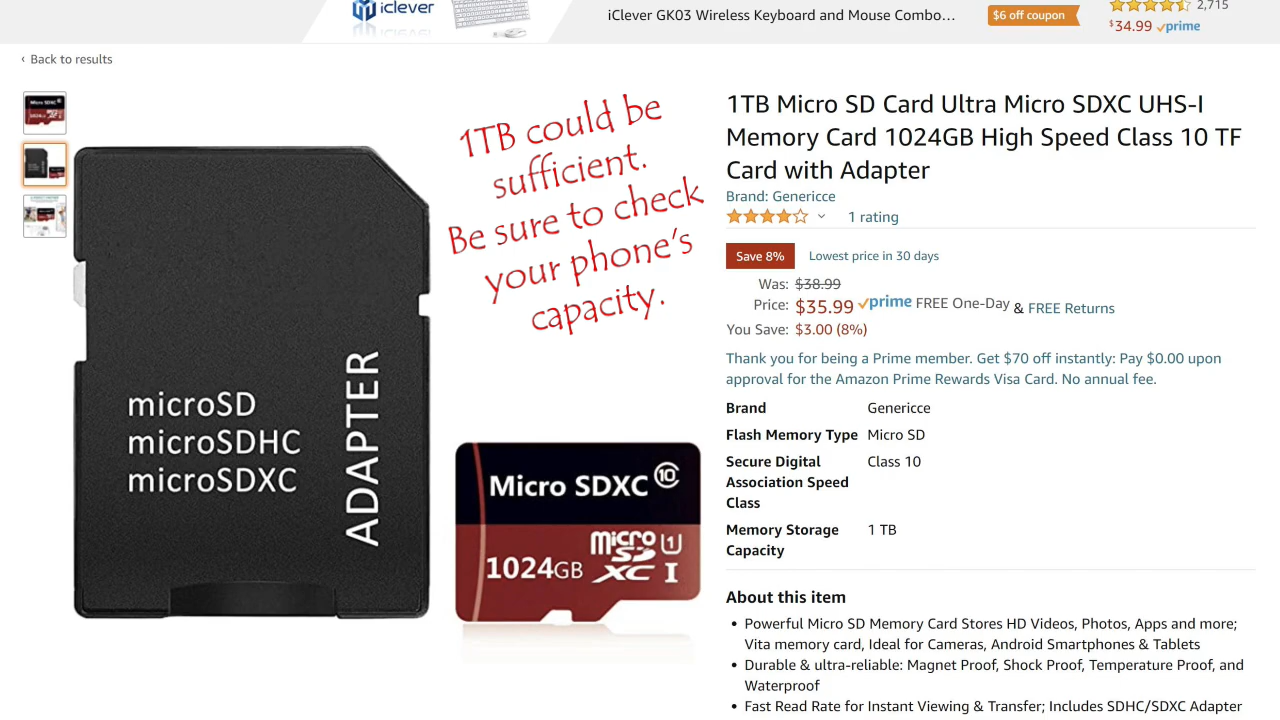 iclever
iClever GK03 Wireless Keyboard and Mouse Combo…
$6 off coupon
2,715
$34.99 prime
‹ Back to results
1TB could be
sufficient.
Be sure to check
your phone's
capacity.
microSD
microSDHC
microSDXC
ADAPTER
Micro SDXC 10
micro
SD
XC I
U1
1024GB
1TB Micro SD Card Ultra Micro SDXC UHS-I
Memory Card 1024GB High Speed Class 10 TF
Card with Adapter
Brand: Genericce
1 rating
Save 8%
Lowest price in 30 days
Was: $38.99
Price: $35.99 prime FREE One-Day & FREE Returns
You Save: $3.00 (8%)
Thank you for being a Prime member. Get $70 off instantly: Pay $0.00 upon
approval for the Amazon Prime Rewards Visa Card. No annual fee.
Brand Genericce
Flash Memory Type Micro SD
Secure Digital Class 10
Association Speed
Class
Memory Storage 1 TB
Capacity
About this item
• Powerful Micro SD Memory Card Stores HD Videos, Photos, Apps and more;
Vita memory card, Ideal for Cameras, Android Smartphones & Tablets
• Durable & ultra-reliable: Magnet Proof, Shock Proof, Temperature Proof, and
Waterproof
• Fast Read Rate for Instant Viewing & Transfer; Includes SDHC/SDXC Adapter